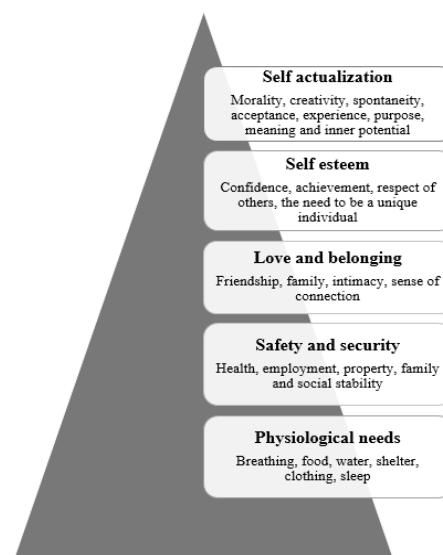 Self actualization
Morality, creativity, spontaneity,
acceptance, experience, purpose,
meaning and inner potential
Self esteem
Confidence, achievement, respect of
others, the need to be a unique
individual
Love and belonging
Friendship, family, intimacy, sense of
connection
Safety and security
Health, employment, property, family
and social stability
Physiological needs
Breathing, food, water, shelter,
clothing, sleep